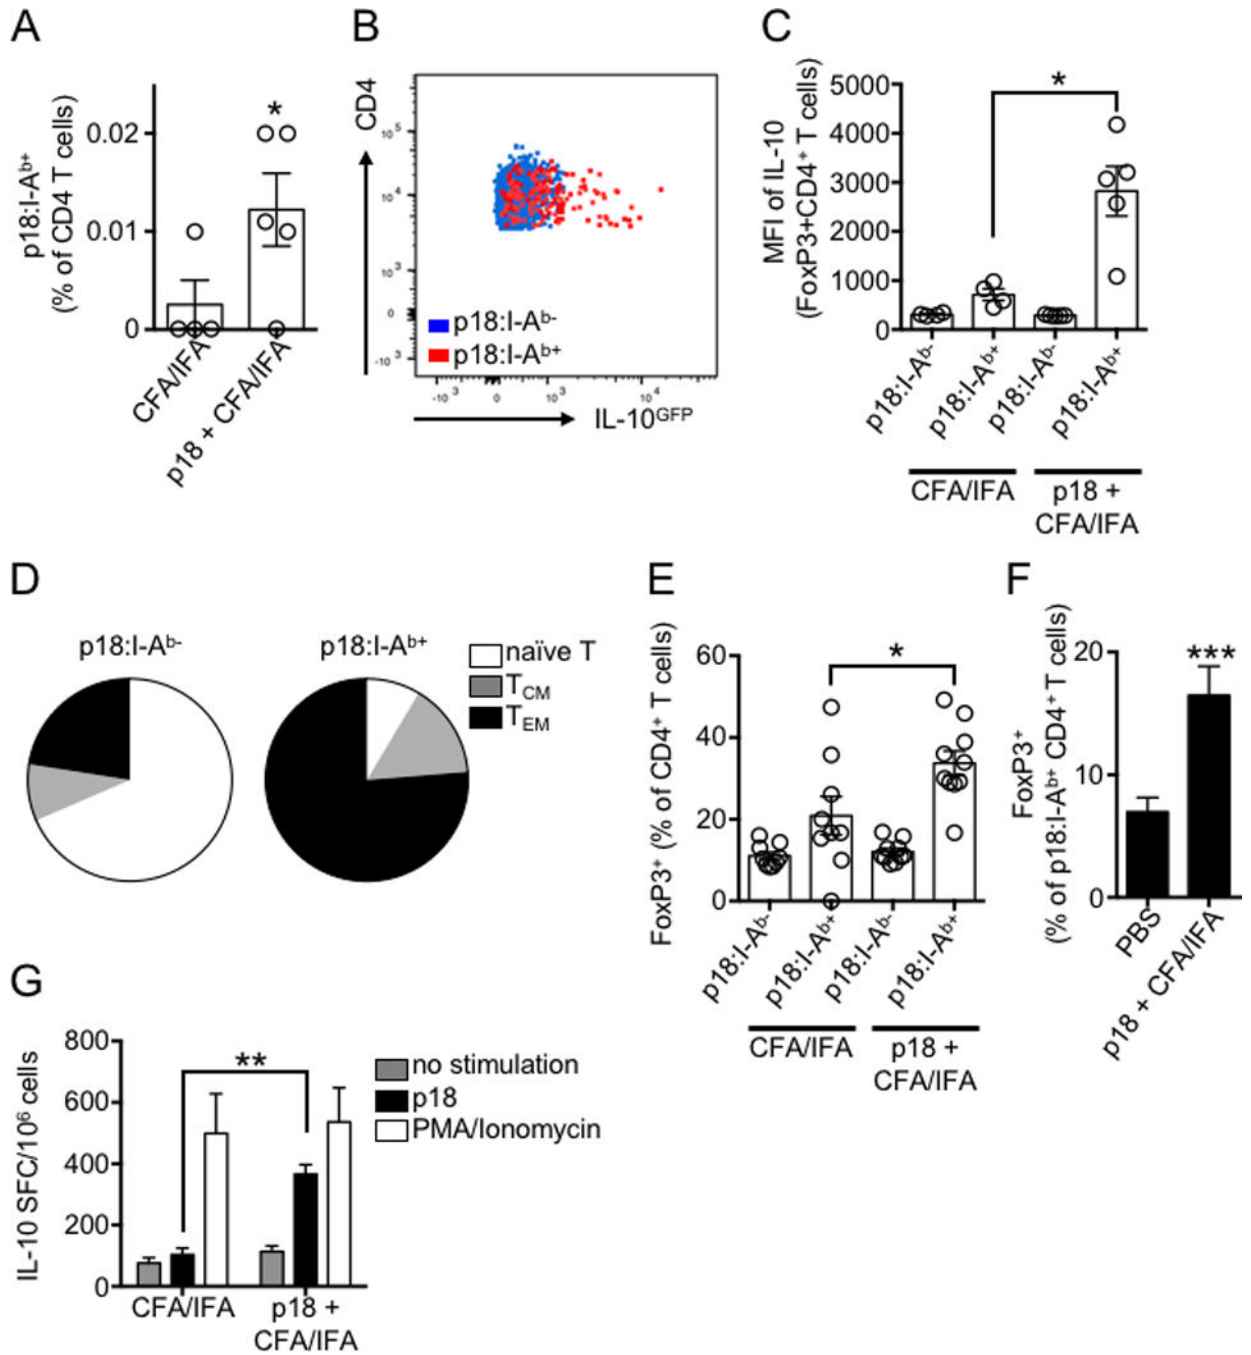 A
p18:I-Aᵇ⁺
(% of CD4 T cells)
0.02
0.01
0
*
CFA/IFA
p18 + CFA/IFA
B
CD4
10⁵
10⁴
10³
0
-10³
p18:I-Aᵇ⁻
p18:I-Aᵇ⁺
-10³
0
10³
10⁴
IL-10ᴳᶠᴾ
C
MFI of IL-10
(FoxP3+CD4⁺ T cells)
5000
4000
3000
2000
1000
0
*
p18:I-Aᵇ⁻
p18:I-Aᵇ⁺
p18:I-Aᵇ⁻
p18:I-Aᵇ⁺
CFA/IFA
p18 +
CFA/IFA
D
p18:I-Aᵇ⁻
p18:I-Aᵇ⁺
naïve T
T_CM
T_EM
E
FoxP3⁺ (% of CD4⁺ T cells)
60
40
20
0
*
p18:I-Aᵇ⁻
p18:I-Aᵇ⁺
p18:I-Aᵇ⁻
p18:I-Aᵇ⁺
CFA/IFA
p18 +
CFA/IFA
F
FoxP3⁺
(% of p18:I-Aᵇ⁺ CD4⁺ T cells)
20
10
0
***
PBS
p18 + CFA/IFA
G
IL-10 SFC/10⁶ cells
800
600
400
200
0
**
no stimulation
p18
PMA/Ionomycin
CFA/IFA
p18 +
CFA/IFA